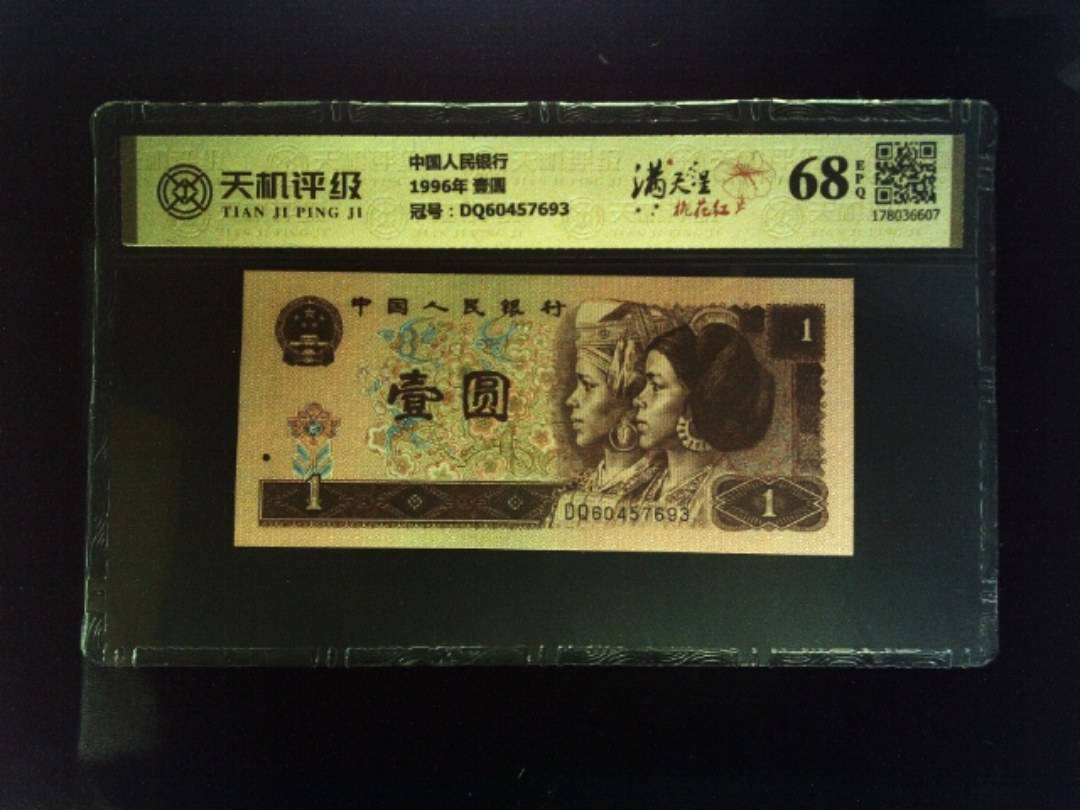 天机评级
TIAN JI PING JI
中国人民银行
1996年 壹圆
冠号：DQ60457693
满天星
桃花红
68
EPQ
178036607
中国人民银行
1
壹圆
1
DQ60457693
1